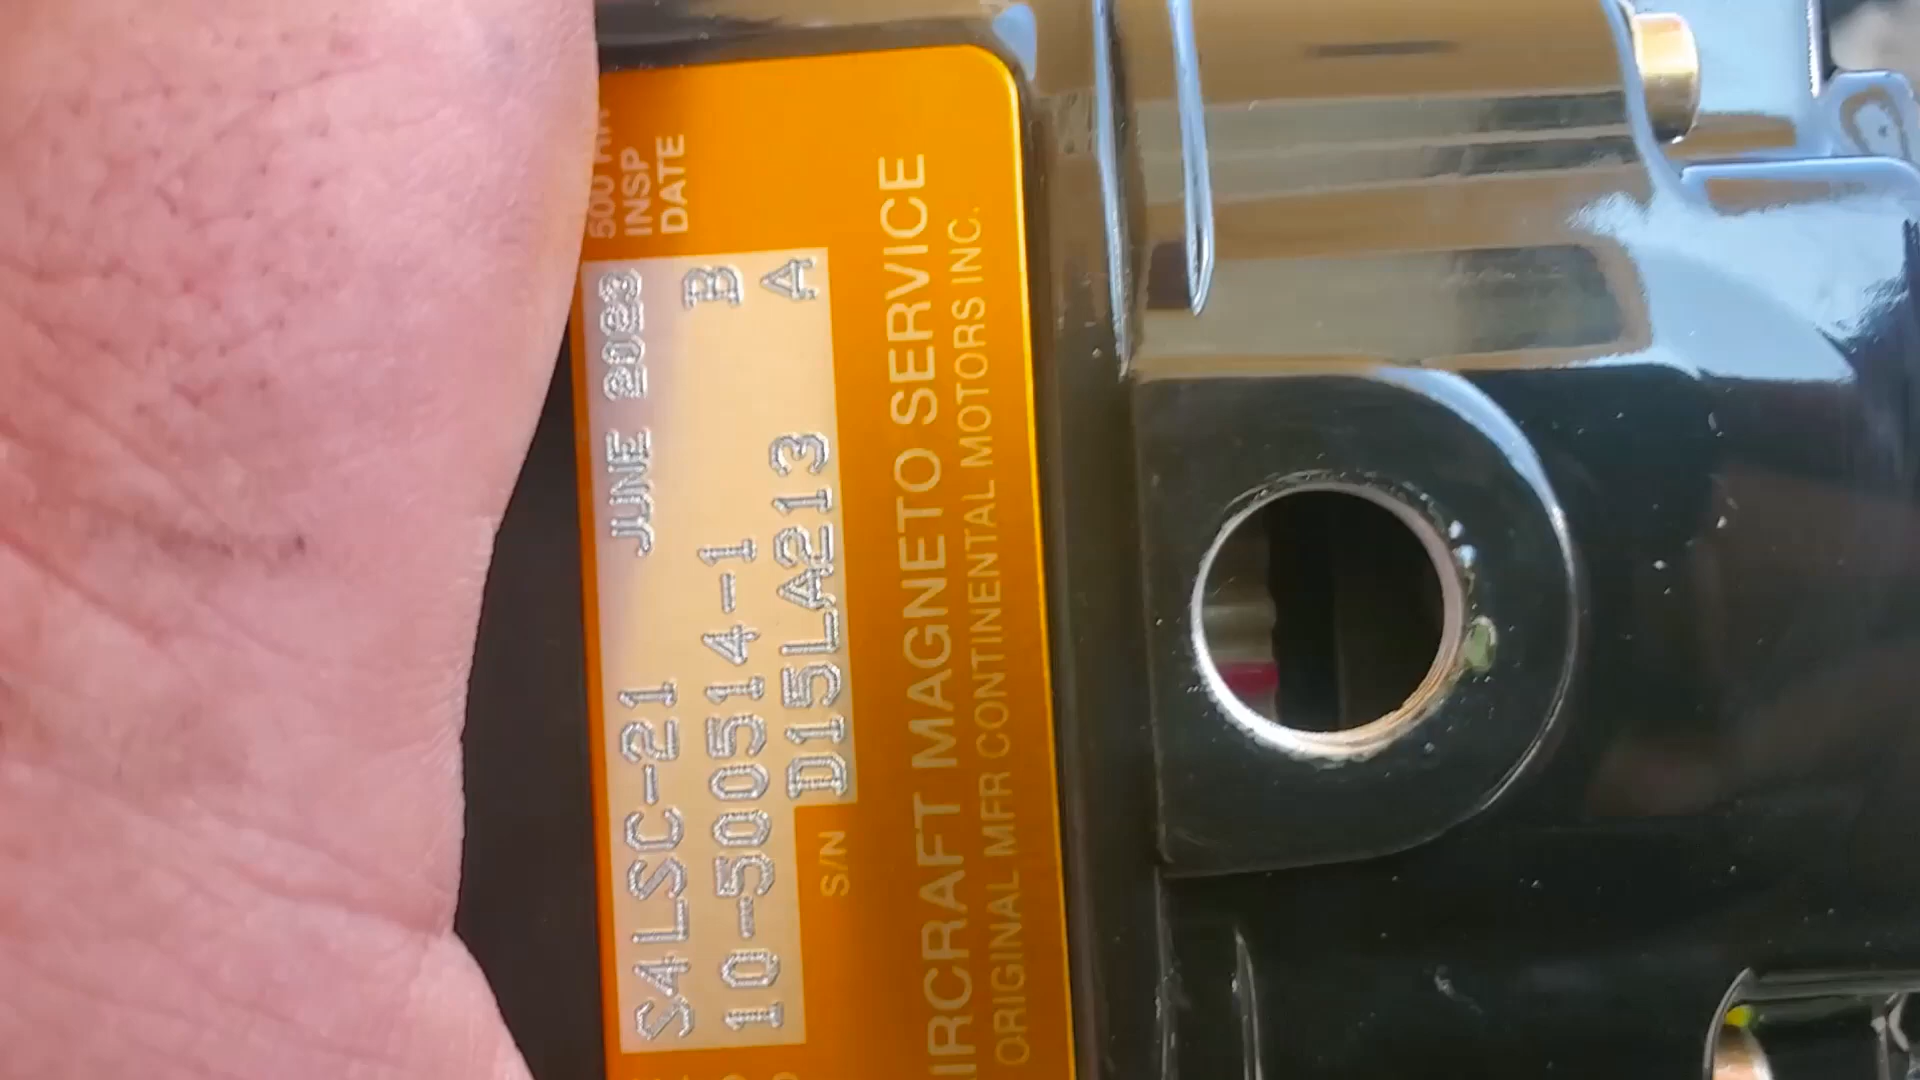 S4LSC-21 JUNE 2023
10-500514-1 B
S/N D15LA213 A
500 HR
INSP
DATE
AIRCRAFT MAGNETO SERVICE
ORIGINAL MFR CONTINENTAL MOTORS INC.